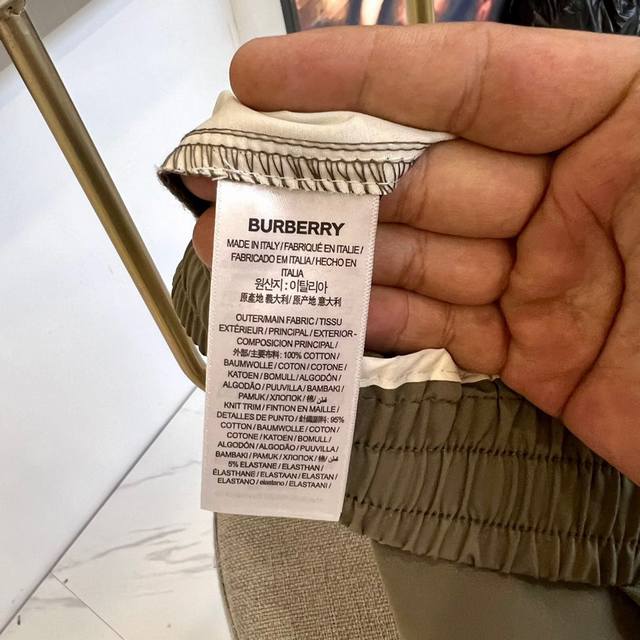 BURBERRY
MADE IN ITALY / FABRIQUÉ EN ITALIE /
FABRICADO EM ITALIA / HECHO EN
ITALIA
원산지 : 이탈리아
原產地 義大利 / 原产地 意大利
OUTER/MAIN FABRIC / TISSU
EXTÉRIEUR / PRINCIPAL / EXTERIOR-
COMPOSICIÓN PRINCIPAL /
外部/主要布料 : 100% COTTON /
BAUMWOLLE / COTON / COTONE /
KATOEN / BOMULL / ALGODÓN /
ALGODÃO / PUUVILLA / BAMBAKI /
PAMUK / ХЛОПОК / 棉 / قطن /
KNIT TRIM / FINTION EN MAILLE /
DETALLES DE PUNTO / 針織 : 95%
COTTON / BAUMWOLLE / COTON /
COTONE / KATOEN / BOMULL /
ALGODÓN / ALGODÃO / PUUVILLA /
BAMBAKI / PAMUK / ХЛОПОК / 棉 / قطن /
5% ELASTANE / ELASTHAN /
ÉLASTHANE / ELASTAAN / ELASTAN /
ELASTANO / elastano / ELASTAANI /